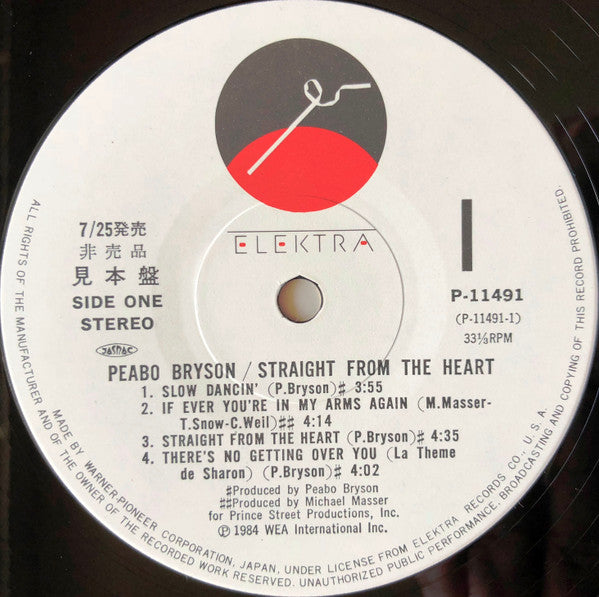 ELEKTRA
7/25発売
非売品
見本盤
SIDE ONE
STEREO
JASRAC
I
P-11491
(P-11491-1)
33⅓RPM
PEABO BRYSON / STRAIGHT FROM THE HEART
1. SLOW DANCIN' (P.Bryson)♯ 3:55
2. IF EVER YOU'RE IN MY ARMS AGAIN (M.Masser-
T.Snow-C.Weil)♯♯ 4:14
3. STRAIGHT FROM THE HEART (P.Bryson)♯ 4:35
4. THERE'S NO GETTING OVER YOU (La Theme
de Sharon) (P.Bryson)♯ 4:02
♯Produced by Peabo Bryson
♯♯Produced by Michael Masser
for Prince Street Productions, Inc.
Ⓟ 1984 WEA International Inc.
MADE BY WARNER-PIONEER CORPORATION, JAPAN, UNDER LICENSE FROM ELEKTRA RECORDS CO., U.S.A.
ALL RIGHTS OF THE MANUFACTURER AND OF THE OWNER OF THE RECORDED WORK RESERVED. UNAUTHORIZED PUBLIC PERFORMANCE, BROADCASTING AND COPYING OF THIS RECORD PROHIBITED